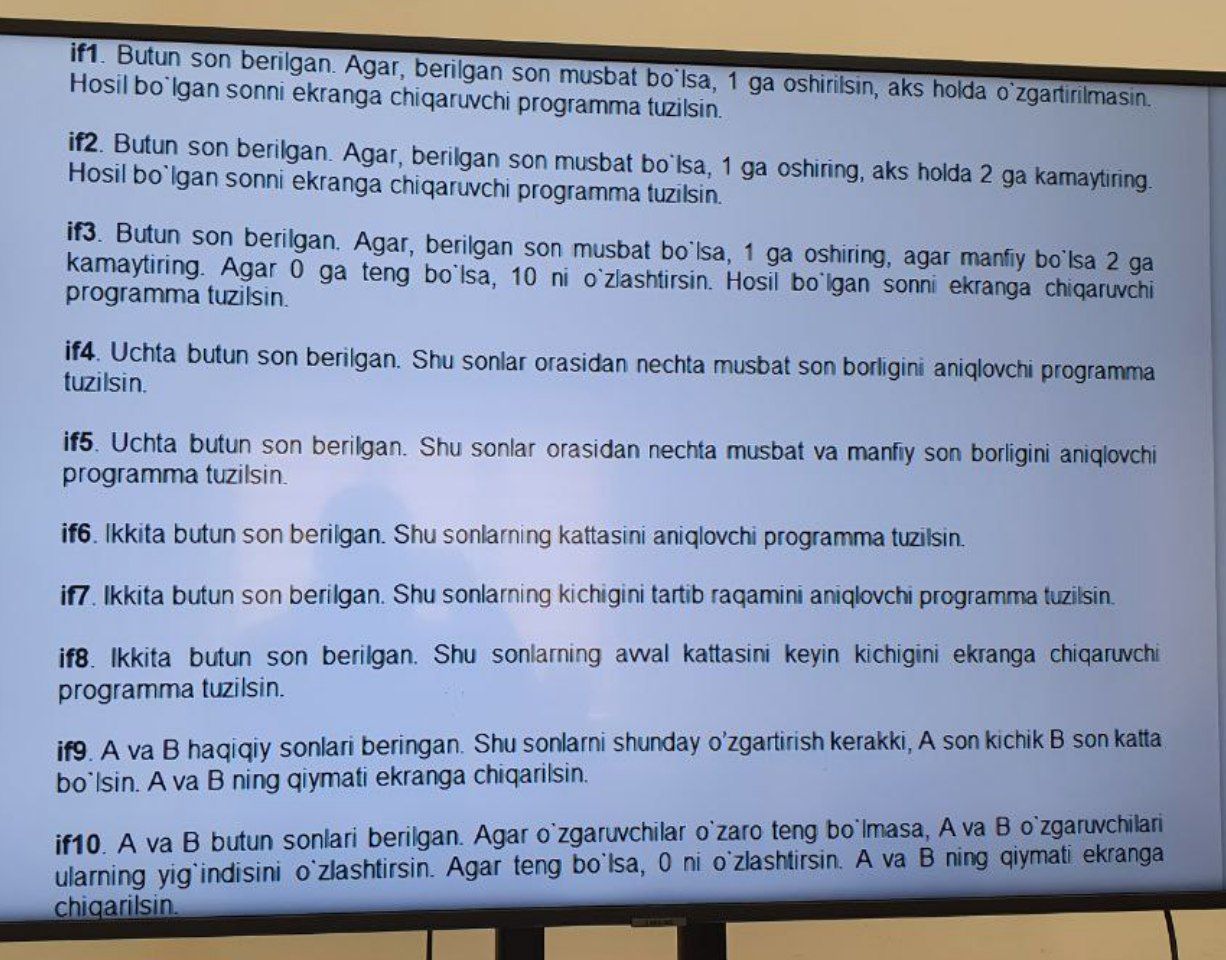 if1. Butun son berilgan. Agar, berilgan son musbat bo`lsa, 1 ga oshirilsin, aks holda o`zgartirilmasin.
Hosil bo`lgan sonni ekranga chiqaruvchi programma tuzilsin.
if2. Butun son berilgan. Agar, berilgan son musbat bo`lsa, 1 ga oshiring, aks holda 2 ga kamaytiring.
Hosil bo`lgan sonni ekranga chiqaruvchi programma tuzilsin.
if3. Butun son berilgan. Agar, berilgan son musbat bo`lsa, 1 ga oshiring, agar manfiy bo`lsa 2 ga
kamaytiring. Agar 0 ga teng bo`lsa, 10 ni o`zlashtirsin. Hosil bo`lgan sonni ekranga chiqaruvchi
programma tuzilsin.
if4. Uchta butun son berilgan. Shu sonlar orasidan nechta musbat son borligini aniqlovchi programma
tuzilsin.
if5. Uchta butun son berilgan. Shu sonlar orasidan nechta musbat va manfiy son borligini aniqlovchi
programma tuzilsin.
if6. Ikkita butun son berilgan. Shu sonlarning kattasini aniqlovchi programma tuzilsin.
if7. Ikkita butun son berilgan. Shu sonlarning kichigini tartib raqamini aniqlovchi programma tuzilsin.
if8. Ikkita butun son berilgan. Shu sonlarning avval kattasini keyin kichigini ekranga chiqaruvchi
programma tuzilsin.
if9. A va B haqiqiy sonlari beringan. Shu sonlarni shunday o’zgartirish kerakki, A son kichik B son katta
bo`lsin. A va B ning qiymati ekranga chiqarilsin.
if10. A va B butun sonlari berilgan. Agar o`zgaruvchilar o`zaro teng bo`lmasa, A va B o`zgaruvchilari
ularning yig`indisini o`zlashtirsin. Agar teng bo`lsa, 0 ni o`zlashtirsin. A va B ning qiymati ekranga
chiqarilsin.